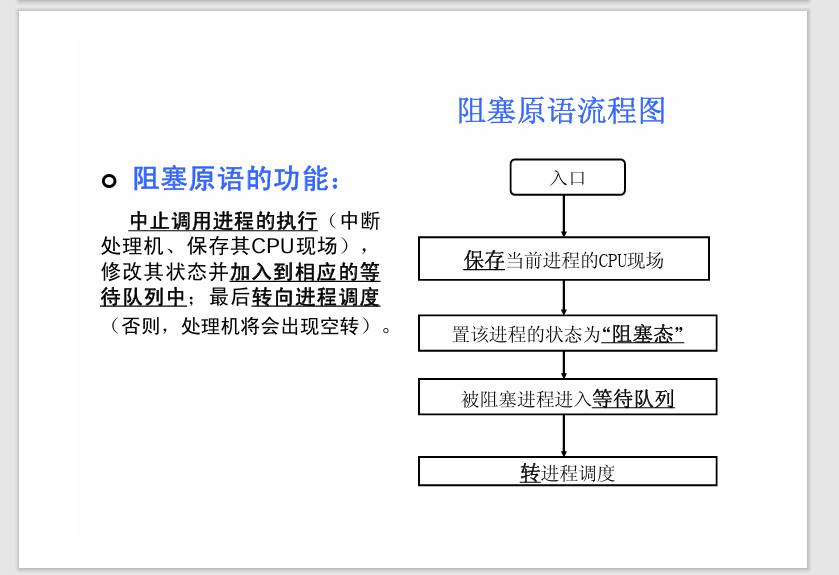 阻塞原语流程图
阻塞原语的功能：
中止调用进程的执行（中断
处理机、保存其CPU现场），
修改其状态并加入到相应的等
待队列中；最后转向进程调度
（否则，处理机将会出现空转）。
入口
保存当前进程的CPU现场
置该进程的状态为“阻塞态”
被阻塞进程进入等待队列
转进程调度